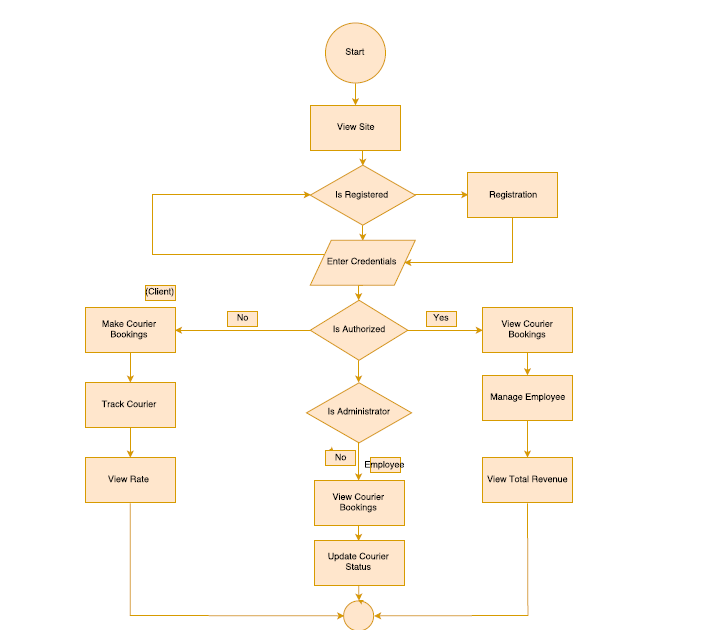 Start
View Site
Is Registered
Registration
Enter Credentials
(Client)
No
Yes
Make Courier
Bookings
Is Authorized
View Courier
Bookings
Track Courier
Is Administrator
Manage Employee
No
Employee
View Rate
View Courier
Bookings
View Total Revenue
Update Courier
Status